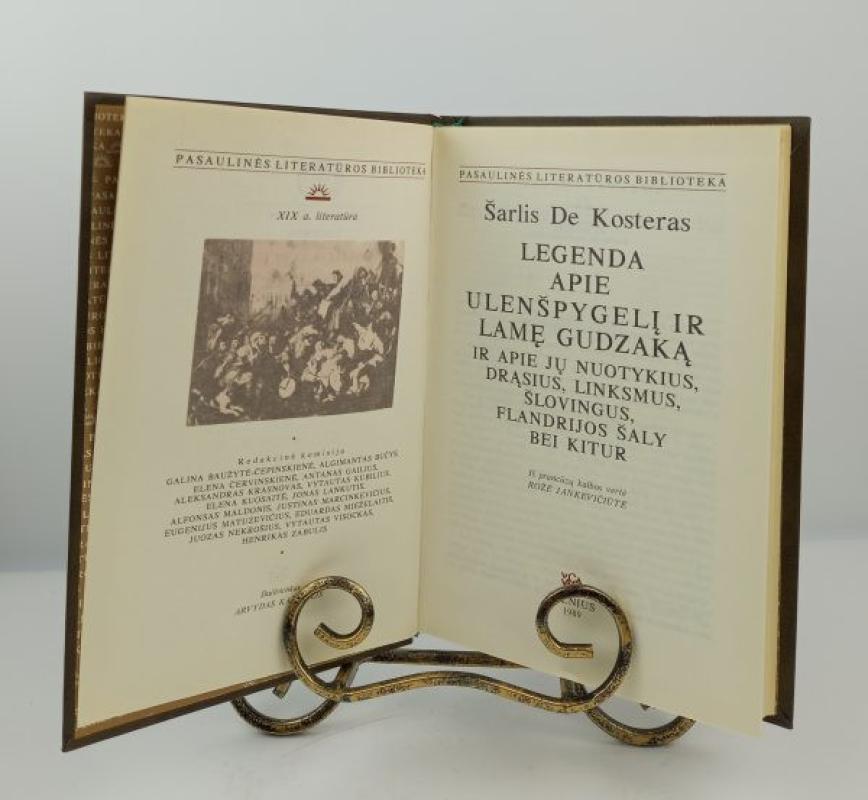 PASAULINĖS LITERATŪROS BIBLIOTEKA
XIX a. literatūra
Redakcinė komisija
GALINA BAUŽYTĖ-ČEPINSKIENĖ, ALGIMANTAS BUČYS,
ELENA ČERVINSKIENĖ, ANTANAS GAILIUS,
ALEKSANDRAS KRASNOVAS, VYTAUTAS KUBILIUS,
ELENA KUOSAITĖ, JONAS LANKUTIS,
ALFONSAS MALDONIS, JUSTINAS MARCINKEVIČIUS,
EUGENIJUS MATUZEVIČIUS, EDUARDAS MIEŽELAITIS,
JUOZAS NEKROŠIUS, VYTAUTAS VISOCKAS,
HENRIKAS ZABULIS
ARVYDAS
PASAULINĖS LITERATŪROS BIBLIOTEKA
Šarlis De Kosteras
LEGENDA
APIE
ULENŠPYGELĮ IR
LAMĘ GUDZAKĄ
IR APIE JŲ NUOTYKIUS,
DRĄSIUS, LINKSMUS,
ŠLOVINGUS,
FLANDRIJOS ŠALY
BEI KITUR
Iš prancūzų kalbos vertė
ROŽĖ JANKEVIČIŪTĖ
1989